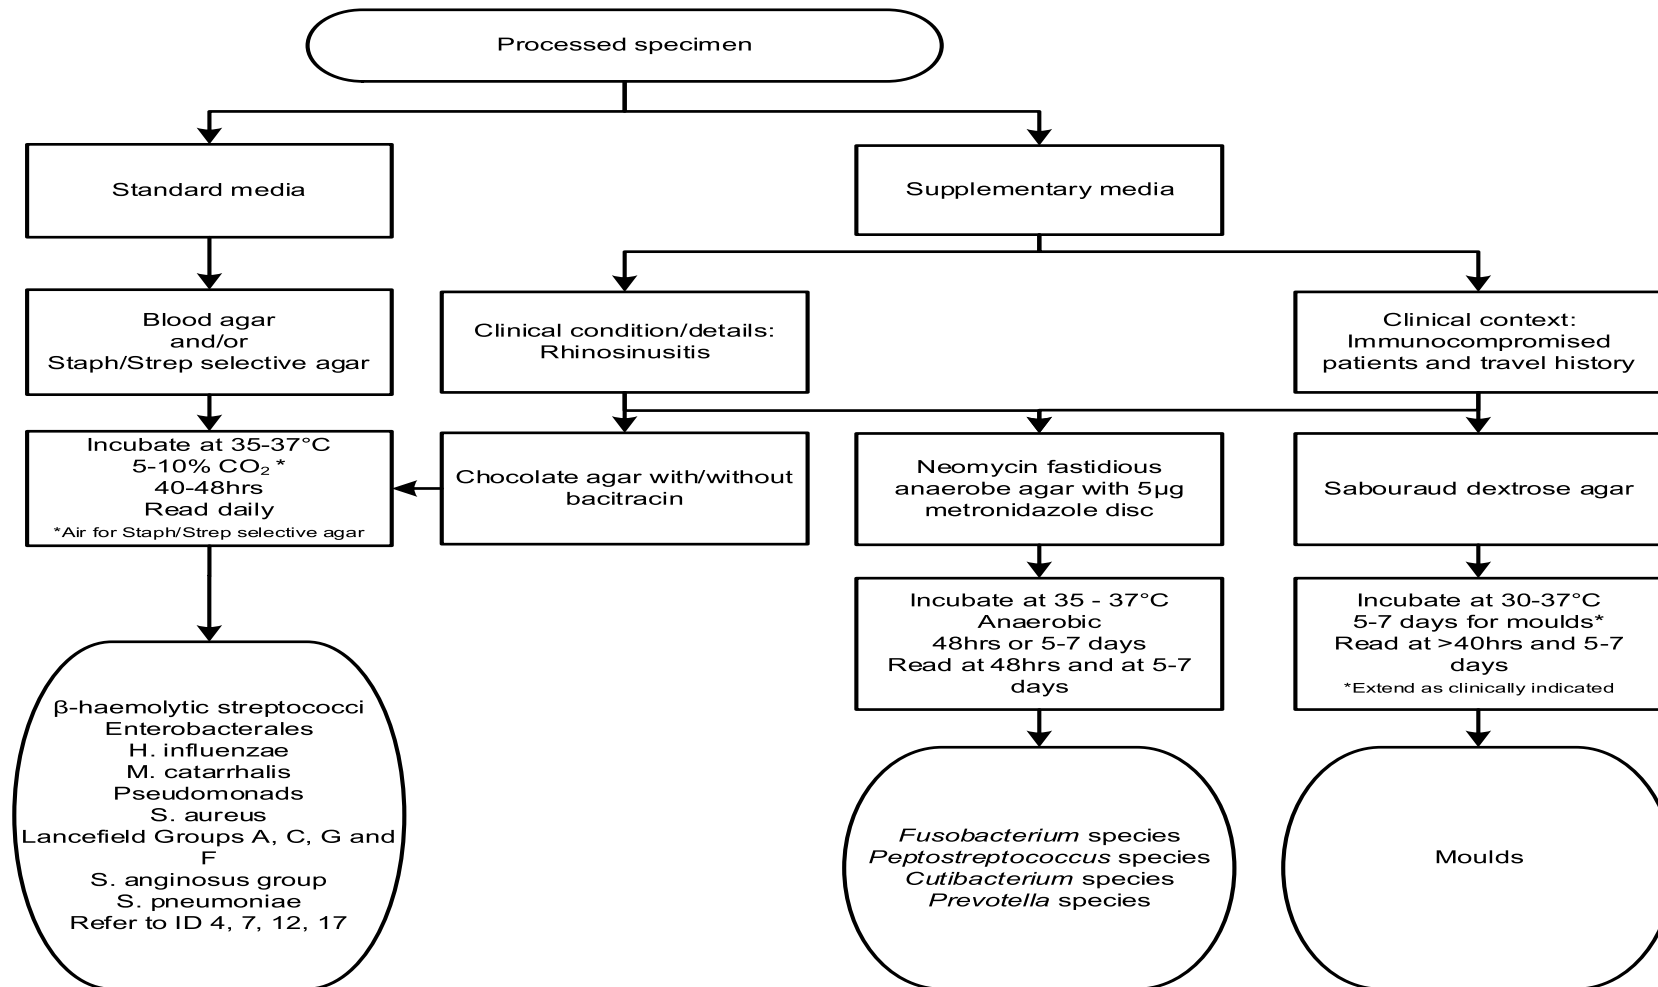 Processed specimen
Standard media
Supplementary media
Blood agar
and/or
Staph/Strep selective agar
Clinical condition/details:
Rhinosinusitis
Clinical context:
Immunocompromised
patients and travel history
Incubate at 35-37°C
5-10% CO₂ *
40-48hrs
Read daily
*Air for Staph/Strep selective agar
Chocolate agar with/without
bacitracin
Neomycin fastidious
anaerobe agar with 5µg
metronidazole disc
Sabouraud dextrose agar
Incubate at 35 - 37°C
Anaerobic
48hrs or 5-7 days
Read at 48hrs and at 5-7
days
Incubate at 30-37°C
5-7 days for moulds*
Read at >40hrs and 5-7
days
*Extend as clinically indicated
β-haemolytic streptococci
Enterobacterales
H. influenzae
M. catarrhalis
Pseudomonads
S. aureus
Lancefield Groups A, C, G and
F
S. anginosus group
S. pneumoniae
Refer to ID 4, 7, 12, 17
Fusobacterium species
Peptostreptococcus species
Cutibacterium species
Prevotella species
Moulds